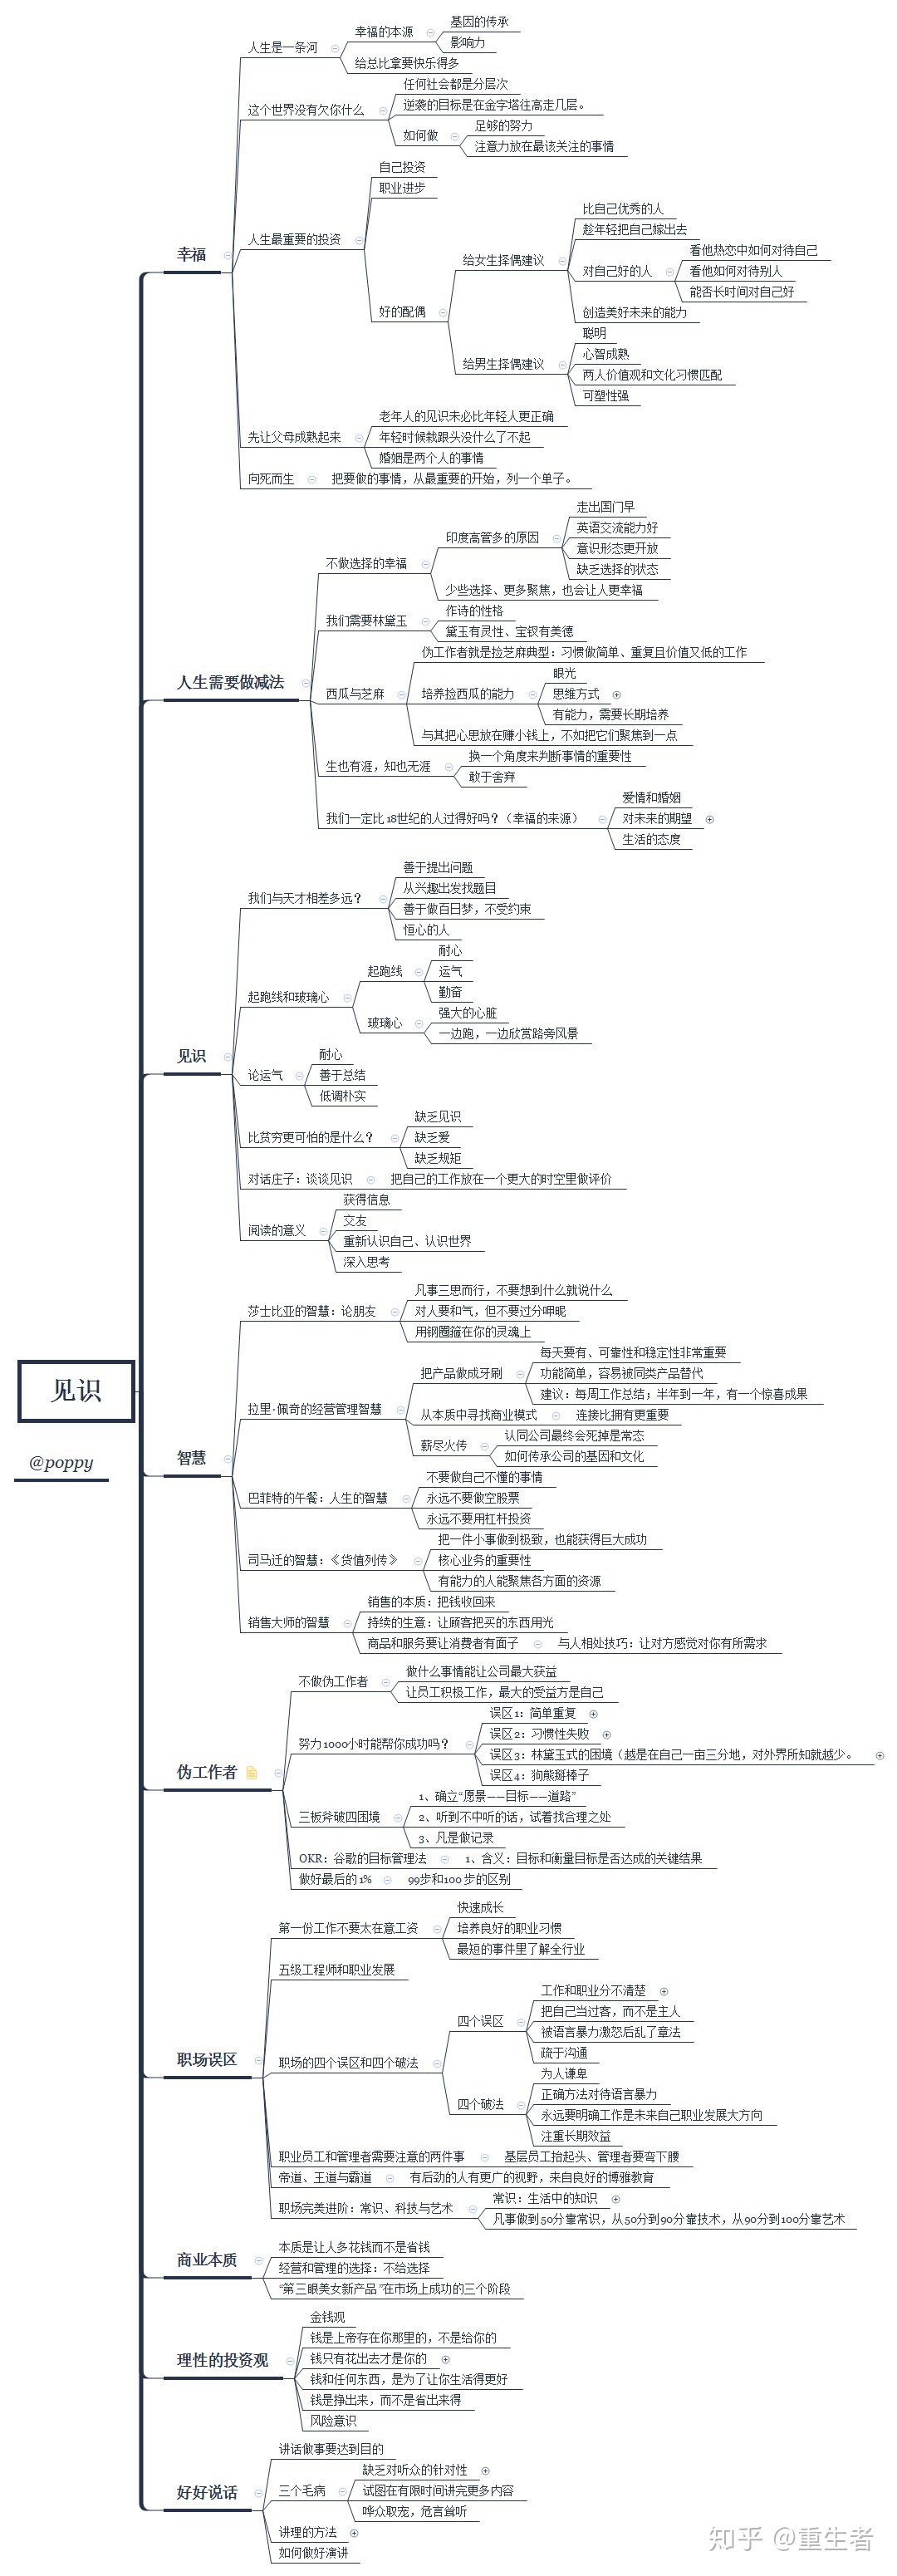 见识
@poppy
幸福
人生是一条河
幸福的本源
基因的传承
影响力
给总比拿要快乐得多
这个世界没有欠你什么
任何社会都是分层次
逆袭的目标是在金字塔往高走几层。
如何做
足够的努力
注意力放在最该关注的事情
人生最重要的投资
自己投资
职业进步
好的配偶
给女生择偶建议
比自己优秀的人
趁年轻把自己嫁出去
对自己好的人
看他热恋中如何对待自己
看他如何对待别人
能否长时间对自己好
创造美好未来的能力
给男生择偶建议
聪明
心智成熟
两人价值观和文化习惯匹配
可塑性强
先让父母成熟起来
老年人的见识未必比年轻人更正确
年轻时候栽跟头没什么了不起
婚姻是两个人的事情
向死而生
把要做的事情，从最重要的开始，列一个单子。
人生需要做减法
不做选择的幸福
印度高管多的原因
走出国门早
英语交流能力好
意识形态更开放
缺乏选择的状态
少些选择、更多聚焦，也会让人更幸福
我们需要林黛玉
作诗的性格
黛玉有灵性、宝钗有美德
西瓜与芝麻
伪工作者就是捡芝麻典型：习惯做简单、重复且价值又低的工作
培养捡西瓜的能力
眼光
思维方式
有能力，需要长期培养
与其把心思放在赚小钱上，不如把它们聚焦到一点
生也有涯，知也无涯
换一个角度来判断事情的重要性
敢于舍弃
我们一定比18世纪的人过得好吗？（幸福的来源）
爱情和婚姻
对未来的期望
生活的态度
见识
我们与天才相差多远？
善于提出问题
从兴趣出发找题目
善于做百日梦，不受约束
恒心的人
起跑线和玻璃心
起跑线
耐心
运气
勤奋
玻璃心
强大的心脏
一边跑，一边欣赏路旁风景
论运气
耐心
善于总结
低调朴实
比贫穷更可怕的是什么？
缺乏见识
缺乏爱
缺乏规矩
对话庄子：谈谈见识
把自己的工作放在一个更大的时空里做评价
阅读的意义
获得信息
交友
重新认识自己、认识世界
深入思考
智慧
莎士比亚的智慧：论朋友
凡事三思而行，不要想到什么就说什么
对人要和气，但不要过分呷昵
用钢圈箍在你的灵魂上
拉里·佩奇的经营管理智慧
把产品做成牙刷
每天要有、可靠性和稳定性非常重要
功能简单，容易被同类产品替代
建议：每周工作总结；半年到一年，有一个惊喜成果
从本质中寻找商业模式
连接比拥有更重要
薪尽火传
认同公司最终会死掉是常态
如何传承公司的基因和文化
巴菲特的午餐：人生的智慧
不要做自己不懂的事情
永远不要做空股票
永远不要用杠杆投资
司马迁的智慧：《货值列传》
把一件小事做到极致，也能获得巨大成功
核心业务的重要性
有能力的人能聚焦各方面的资源
销售大师的智慧
销售的本质：把钱收回来
持续的生意：让顾客把买的东西用光
商品和服务要让消费者有面子
与人相处技巧：让对方感觉对你有所需求
伪工作者
不做伪工作者
做什么事情能让公司最大获益
让员工积极工作，最大的受益方是自己
努力1000小时能帮你成功吗？
误区1：简单重复
误区2：习惯性失败
误区3：林黛玉式的困境（越是在自己一亩三分地，对外界所知就越少。
误区4：狗熊掰棒子
三板斧破四困境
1、确立“愿景——目标——道路”
2、听到不中听的话，试着找合理之处
3、凡是做记录
OKR：谷歌的目标管理法
1、含义：目标和衡量目标是否达成的关键结果
做好最后的1%
99步和100步的区别
职场误区
第一份工作不要太在意工资
快速成长
培养良好的职业习惯
最短的事件里了解全行业
五级工程师和职业发展
职场的四个误区和四个破法
四个误区
工作和职业分不清楚
把自己当过客，而不是主人
被语言暴力激怒后乱了章法
疏于沟通
四个破法
为人谦卑
正确方法对待语言暴力
永远要明确工作是未来自己职业发展大方向
注重长期效益
职业员工和管理者需要注意的两件事
基层员工抬起头、管理者要弯下腰
帝道、王道与霸道
有后劲的人有更广的视野，来自良好的博雅教育
职场完美进阶：常识、科技与艺术
常识：生活中的知识
凡事做到50分靠常识，从50分到90分靠技术，从90分到100分靠艺术
商业本质
本质是让人多花钱而不是省钱
经营和管理的选择：不给选择
“第三眼美女新产品”在市场上成功的三个阶段
理性的投资观
金钱观
钱是上帝存在你那里的，不是给你的
钱只有花出去才是你的
钱和任何东西，是为了让你生活得更好
钱是挣出来，而不是省出来得
风险意识
好好说话
讲话做事要达到目的
三个毛病
缺乏对听众的针对性
试图在有限时间讲完更多内容
哗众取宠，危言耸听
讲理的方法
如何做好演讲
知乎 @重生者